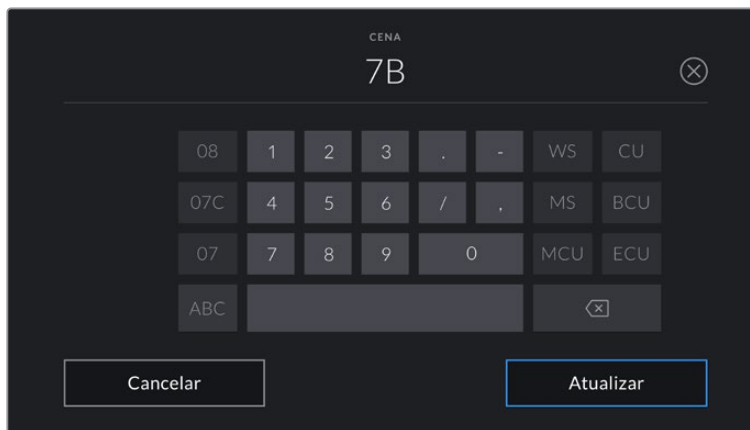 CENA
7B
08 1 2 3 . - WS CU
07C 4 5 6 / , MS BCU
07 7 8 9 0 MCU ECU
ABC
Cancelar Atualizar